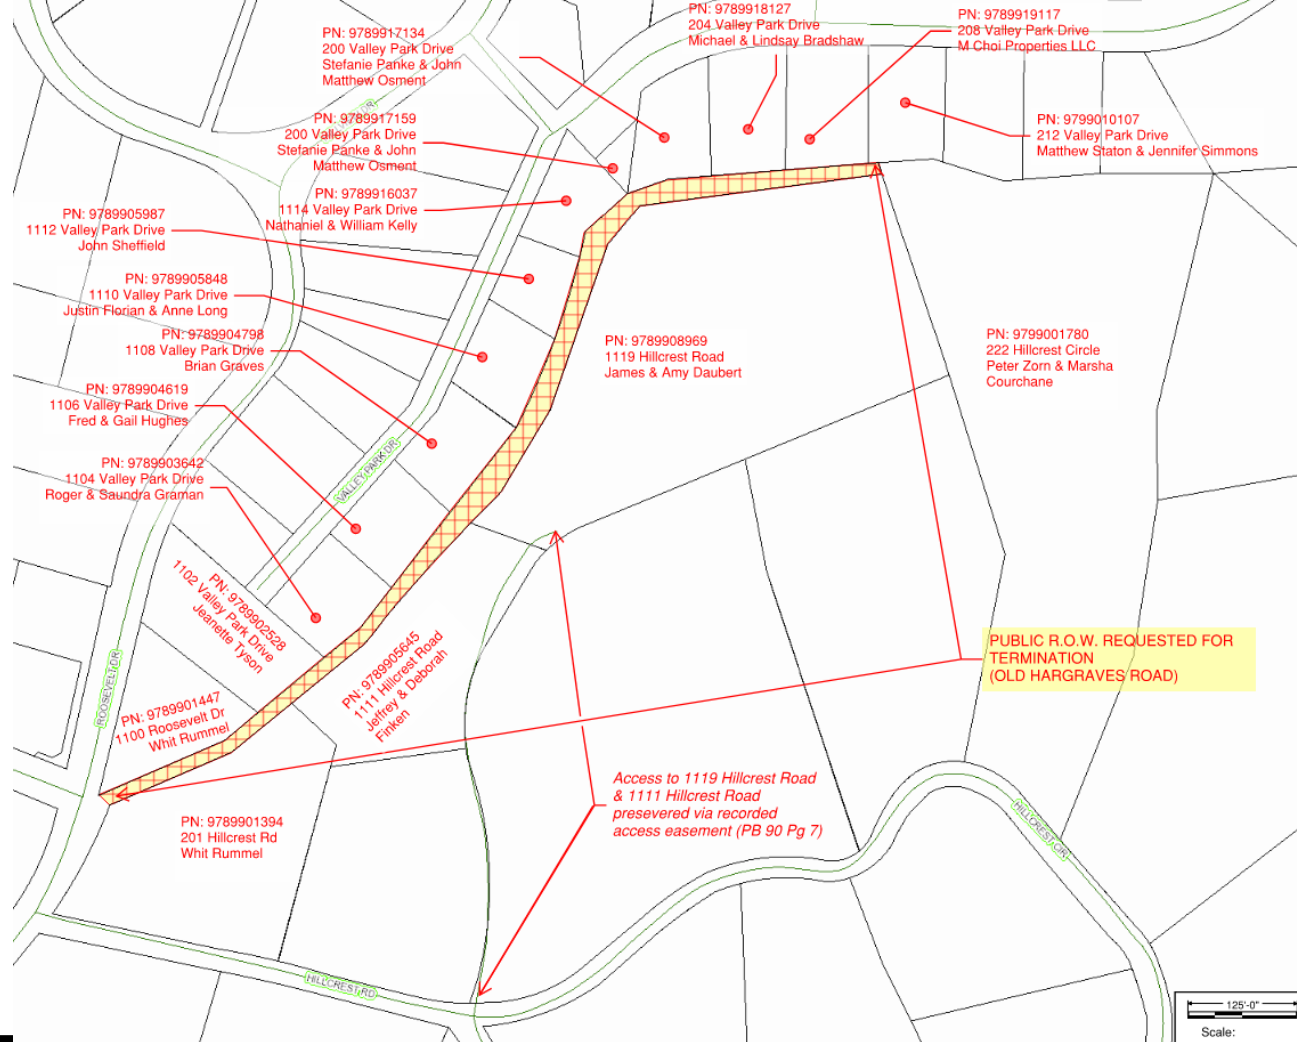 PN: 9789917134
200 Valley Park Drive
Stefanie Panke & John
Matthew Osment
PN: 9789918127
204 Valley Park Drive
Michael & Lindsay Bradshaw
PN: 9789919117
208 Valley Park Drive
M Choi Properties LLC
PN: 9799010107
212 Valley Park Drive
Matthew Staton & Jennifer Simmons
PN: 9789917159
200 Valley Park Drive
Stefanie Panke & John
Matthew Osment
PN: 9789916037
1114 Valley Park Drive
Nathaniel & William Kelly
PN: 9789905987
1112 Valley Park Drive
John Sheffield
PN: 9789905848
1110 Valley Park Drive
Justin Florian & Anne Long
PN: 9789904798
1108 Valley Park Drive
Brian Graves
PN: 9789904619
1106 Valley Park Drive
Fred & Gail Hughes
PN: 9789903642
1104 Valley Park Drive
Roger & Saundra Graman
PN: 9789902528
1102 Valley Park Drive
Jeanette Tyson
PN: 9789901447
1100 Roosevelt Dr
Whit Rummel
PN: 9789905645
1111 Hillcrest Road
Jeffrey & Deborah
Finken
PN: 9789908969
1119 Hillcrest Road
James & Amy Daubert
PN: 9799001780
222 Hillcrest Circle
Peter Zorn & Marsha
Courchane
PUBLIC R.O.W. REQUESTED FOR
TERMINATION
(OLD HARGRAVES ROAD)
Access to 1119 Hillcrest Road
& 1111 Hillcrest Road
presevered via recorded
access easement (PB 90 Pg 7)
PN: 9789901394
201 Hillcrest Rd
Whit Rummel
VALLEY PARK DR
ROOSEVELT DR
HILLCREST RD
HILLCREST CIR
125'-0"
Scale: